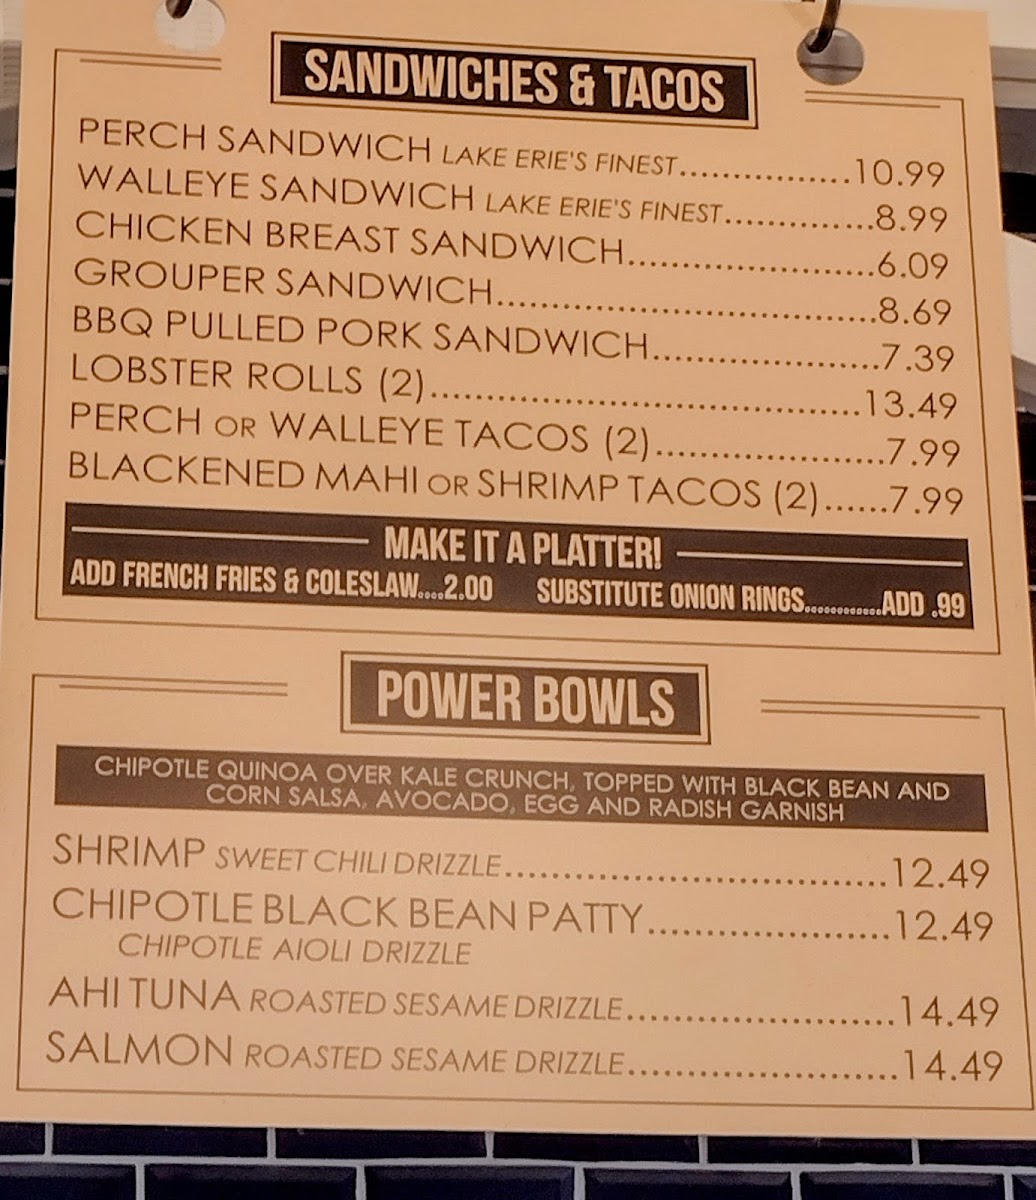 SANDWICHES & TACOS
PERCH SANDWICH LAKE ERIE'S FINEST................10.99
WALLEYE SANDWICH LAKE ERIE'S FINEST..............8.99
CHICKEN BREAST SANDWICH.......................6.09
GROUPER SANDWICH...................................8.69
BBQ PULLED PORK SANDWICH.....................7.39
LOBSTER ROLLS (2)........................................13.49
PERCH OR WALLEYE TACOS (2).....................7.99
BLACKENED MAHI OR SHRIMP TACOS (2)......7.99
MAKE IT A PLATTER!
ADD FRENCH FRIES & COLESLAW....2.00 SUBSTITUTE ONION RINGS............ADD .99
POWER BOWLS
CHIPOTLE QUINOA OVER KALE CRUNCH, TOPPED WITH BLACK BEAN AND
CORN SALSA, AVOCADO, EGG AND RADISH GARNISH
SHRIMP SWEET CHILI DRIZZLE...................................12.49
CHIPOTLE BLACK BEAN PATTY......................12.49
CHIPOTLE AIOLI DRIZZLE
AHI TUNA ROASTED SESAME DRIZZLE.........................14.49
SALMON ROASTED SESAME DRIZZLE.........................14.49